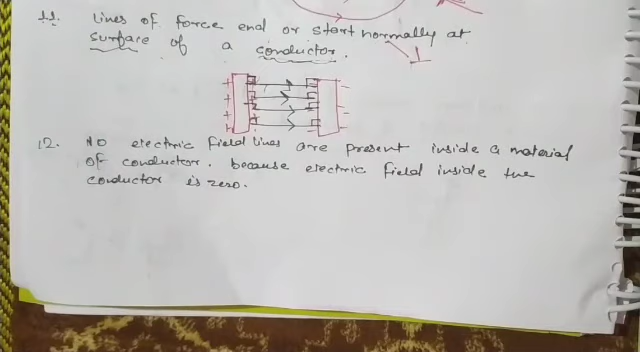 11. Lines of force end or start normally at
surface of a conductor.
⊥
+ + + + +
- - - - -
12. No electric field lines are present inside a material
of conductor. because electric field inside the
conductor is zero.